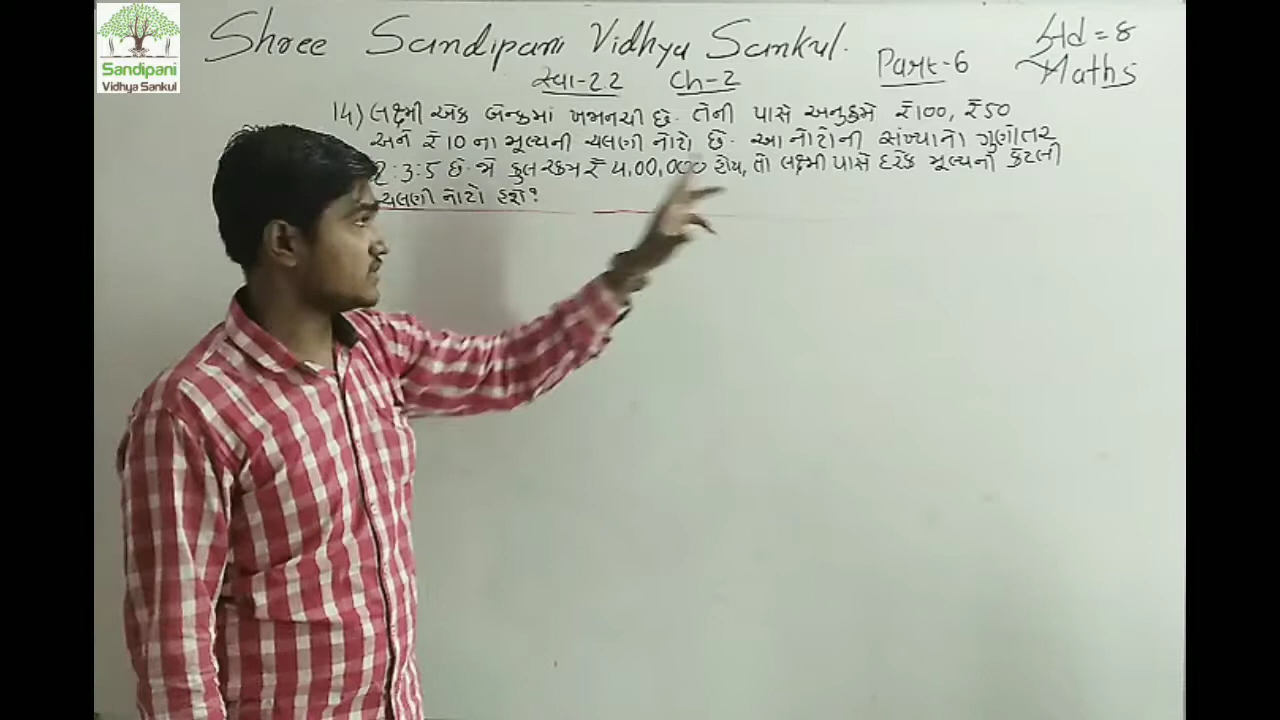 Sandipani
Vidhya Sankul
Shree Sandipani Vidhya Sankul.
સ્વા-2.2 Ch-2 Part-6
Std = 8
Maths
14) લક્ષ્મી એક બેન્કમાં ખજાનચી છે. તેની પાસે અનુક્રમે ₹100, ₹50
અને ₹10 ના મૂલ્યની ચલણી નોટો છે. આ નોટોની સંખ્યાનો ગુણોતર
2:3:5 છે. જો કુલ રકમ ₹ 4,00,000 હોય, તો લક્ષ્મી પાસે દરેક મૂલ્યની કેટલી
ચલણી નોટો હશે?